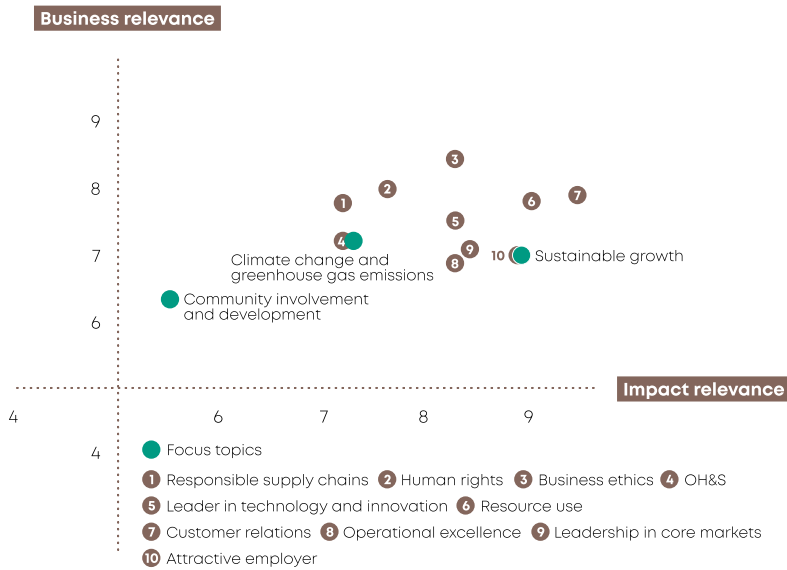 Business relevance
9
3
8
2
7
1
6
5
4
9
7
10
Sustainable growth
Climate change and
greenhouse gas emissions
8
Community involvement
and development
6
Impact relevance
4
6
7
8
9
4
Focus topics
1 Responsible supply chains 2 Human rights 3 Business ethics 4 OH&S
5 Leader in technology and innovation 6 Resource use
7 Customer relations 8 Operational excellence 9 Leadership in core markets
10 Attractive employer